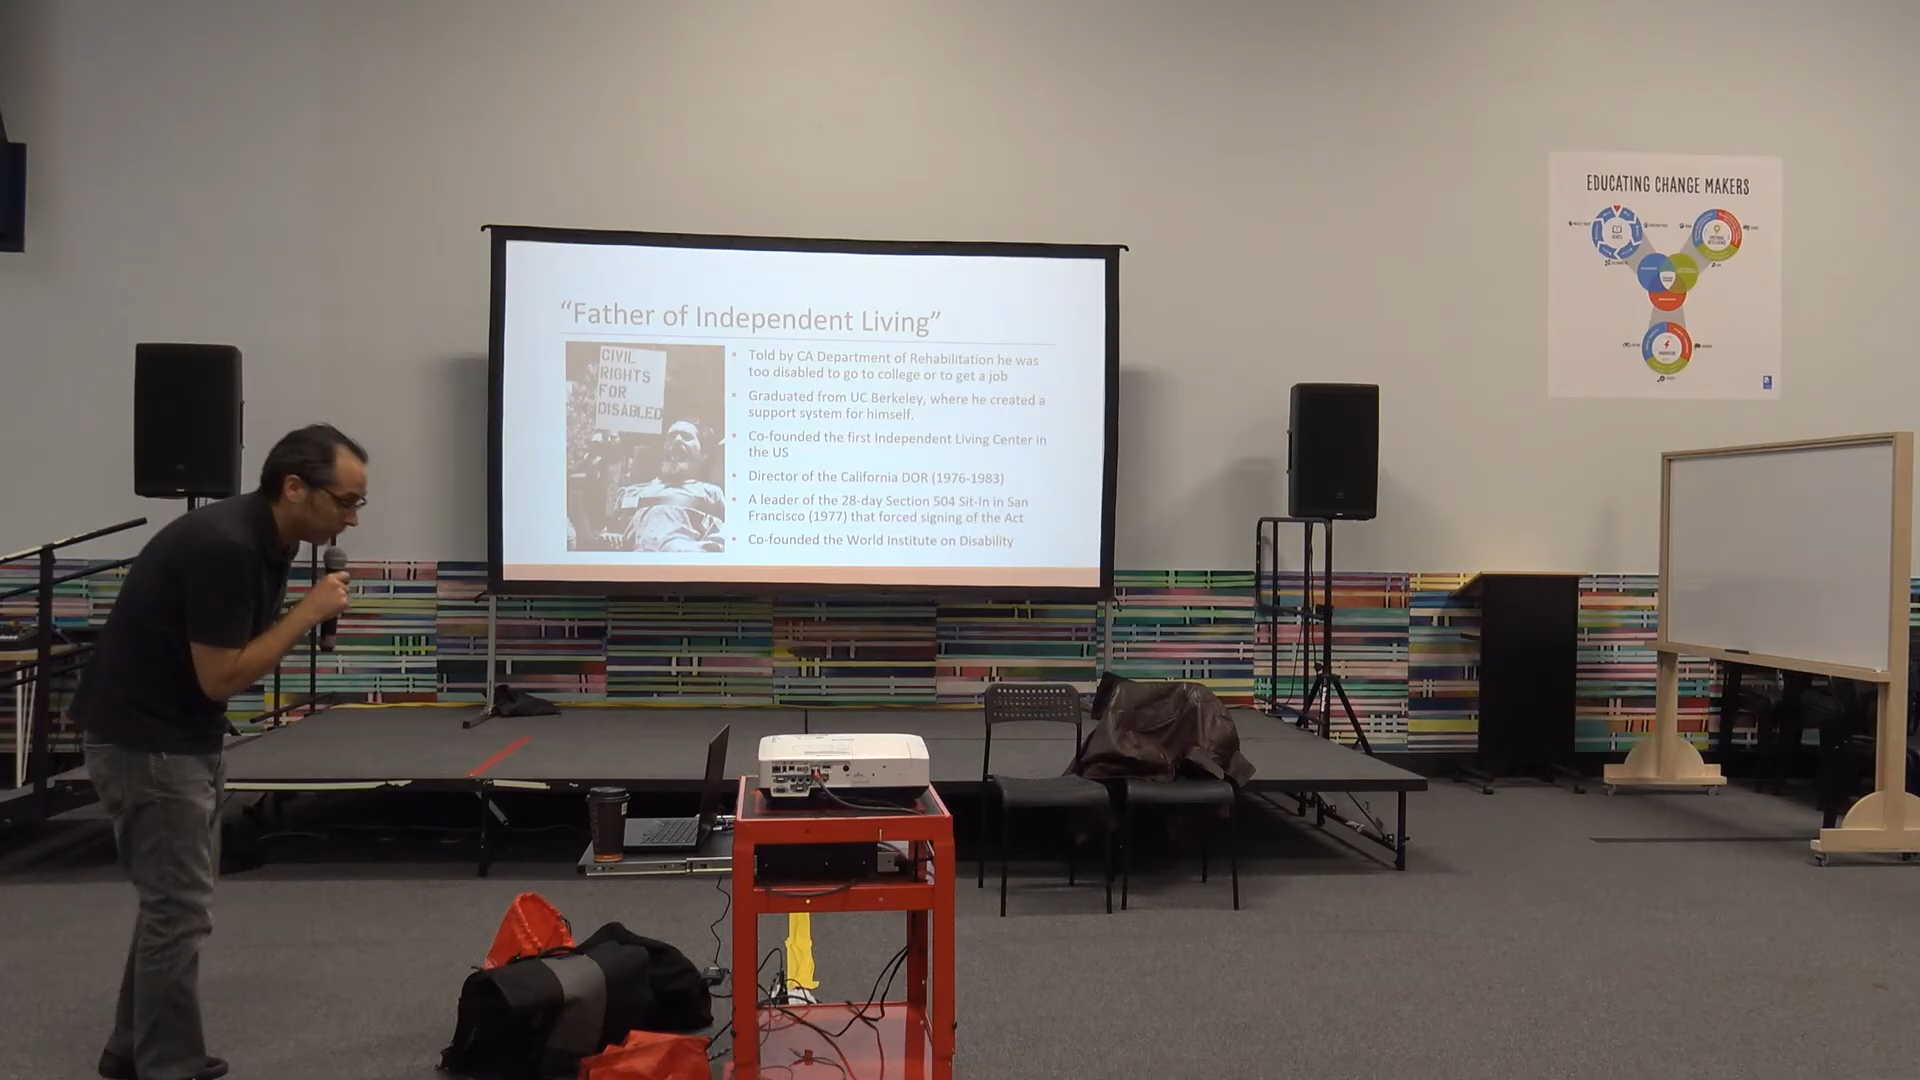 EDUCATING CHANGE MAKERS
“Father of Independent Living”
CIVIL
RIGHTS
FOR
DISABLED
▪ Told by CA Department of Rehabilitation he was
too disabled to go to college or to get a job
▪ Graduated from UC Berkeley, where he created a
support system for himself.
▪ Co-founded the first Independent Living Center in
the US
▪ Director of the California DOR (1976-1983)
▪ A leader of the 28-day Section 504 Sit-In in San
Francisco (1977) that forced signing of the Act
▪ Co-founded the World Institute on Disability